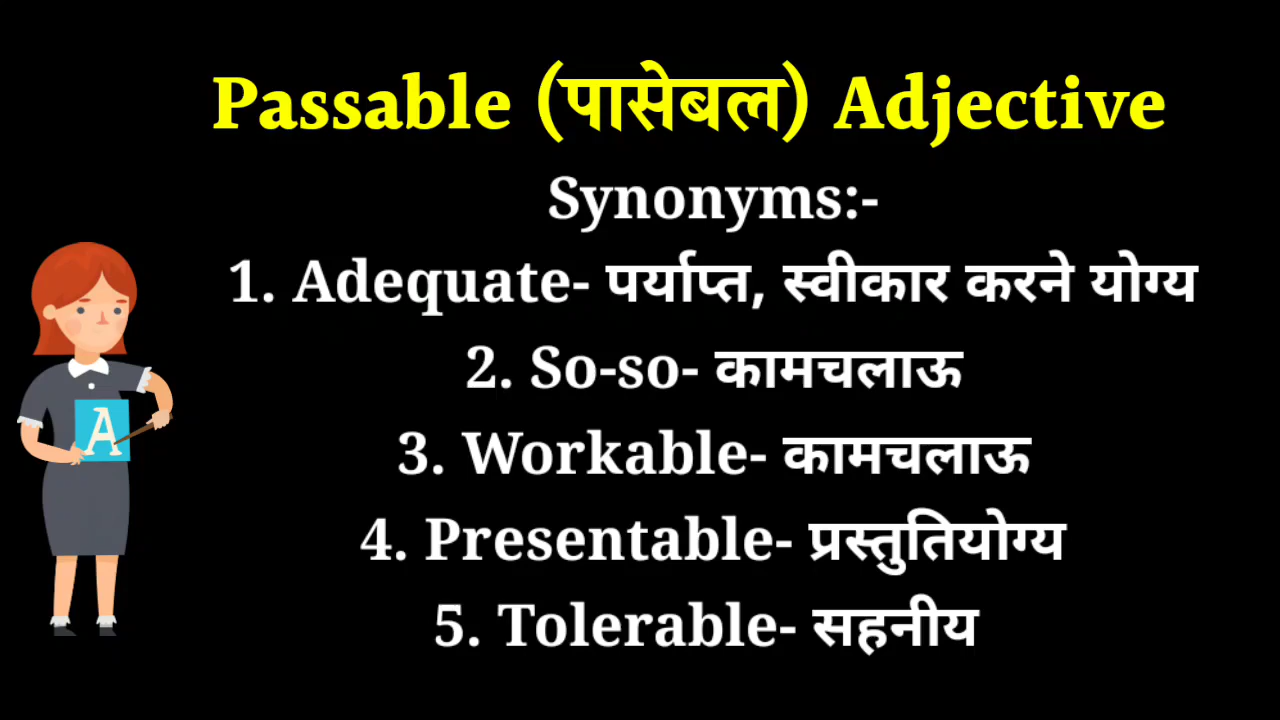 Passable (पासेबल) Adjective
Synonyms:-
1. Adequate- पर्याप्त, स्वीकार करने योग्य
2. So-so- कामचलाऊ
3. Workable- कामचलाऊ
4. Presentable- प्रस्तुतियोग्य
5. Tolerable- सहनीय
A